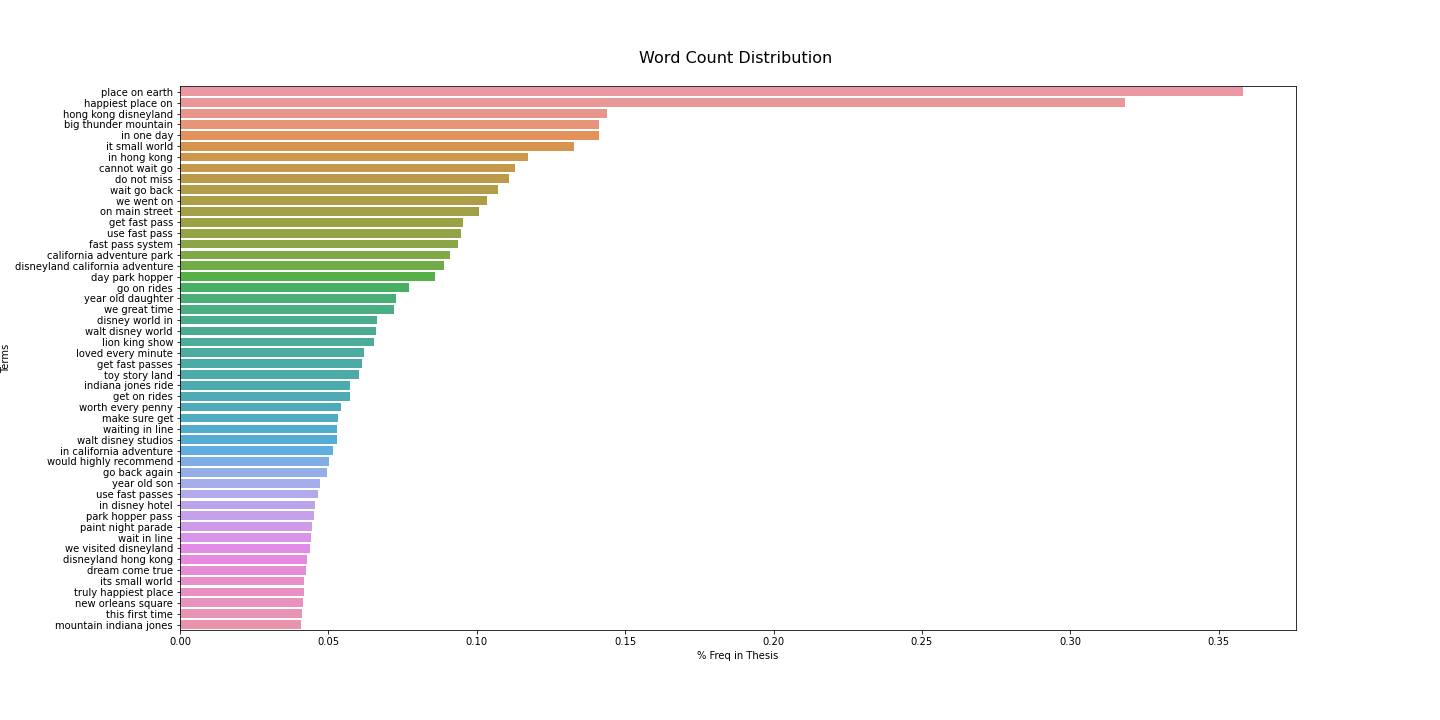 Word Count Distribution
place on earth
happiest place on
hong kong disneyland
big thunder mountain
in one day
it small world
in hong kong
cannot wait go
do not miss
wait go back
we went on
on main street
get fast pass
use fast pass
fast pass system
california adventure park
disneyland california adventure
day park hopper
go on rides
year old daughter
we great time
disney world in
walt disney world
lion king show
loved every minute
get fast passes
toy story land
indiana jones ride
get on rides
worth every penny
make sure get
waiting in line
walt disney studios
in california adventure
would highly recommend
go back again
year old son
use fast passes
in disney hotel
park hopper pass
paint night parade
wait in line
we visited disneyland
disneyland hong kong
dream come true
its small world
truly happiest place
new orleans square
this first time
mountain indiana jones
Terms
0.00 0.05 0.10 0.15 0.20 0.25 0.30 0.35
% Freq in Thesis